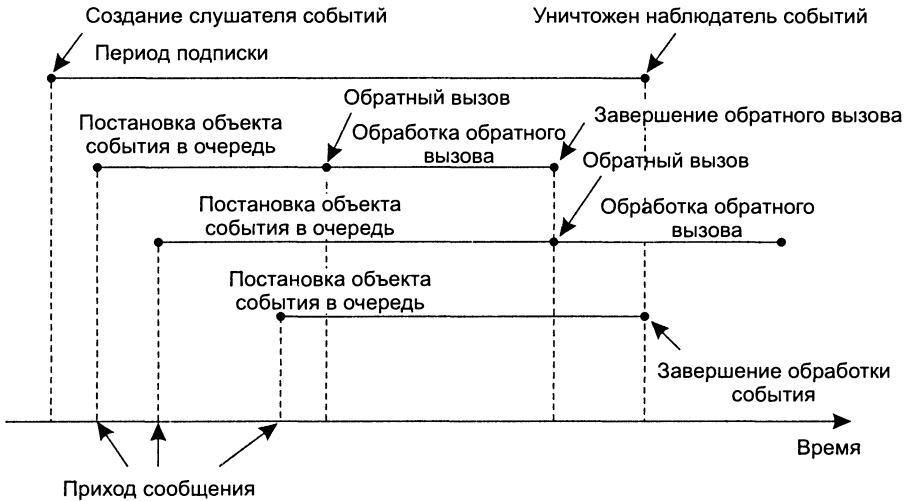 Создание слушателя событий
Уничтожен наблюдатель событий
Период подписки
Обратный вызов
Постановка объекта
события в очередь
Обработка обратного
вызова
Завершение обратного вызова
Обратный вызов
Постановка объекта
события в очередь
Обработка обратного
вызова
Постановка объекта
события в очередь
Завершение обработки
события
Время
Приход сообщения